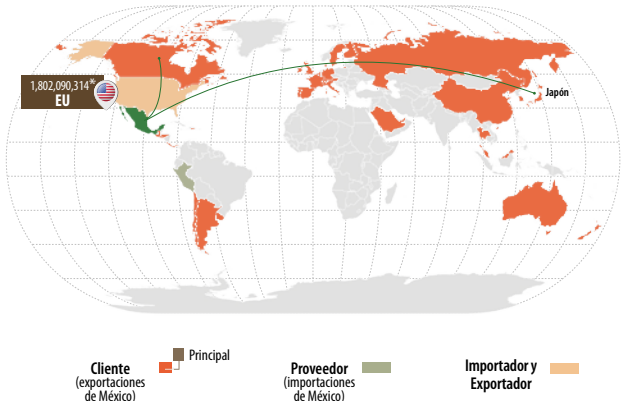 1,802,090,314*
EU
Japón
Principal
Cliente
(exportaciones
de México)
Proveedor
(importaciones
de México)
Importador y
Exportador